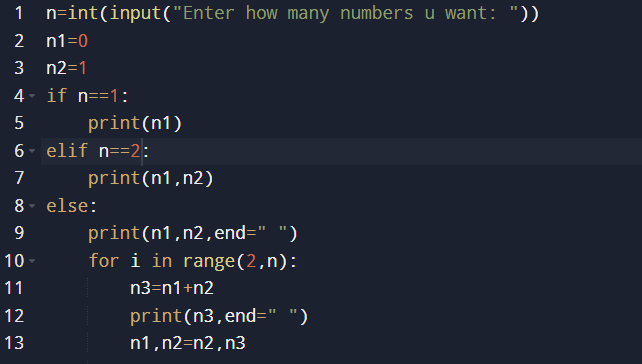 1 n=int(input("Enter how many numbers u want: "))
2 n1=0
3 n2=1
4 if n==1:
5     print(n1)
6 elif n==2:
7     print(n1,n2)
8 else:
9     print(n1,n2,end=" ")
10     for i in range(2,n):
11         n3=n1+n2
12         print(n3,end=" ")
13         n1,n2=n2,n3